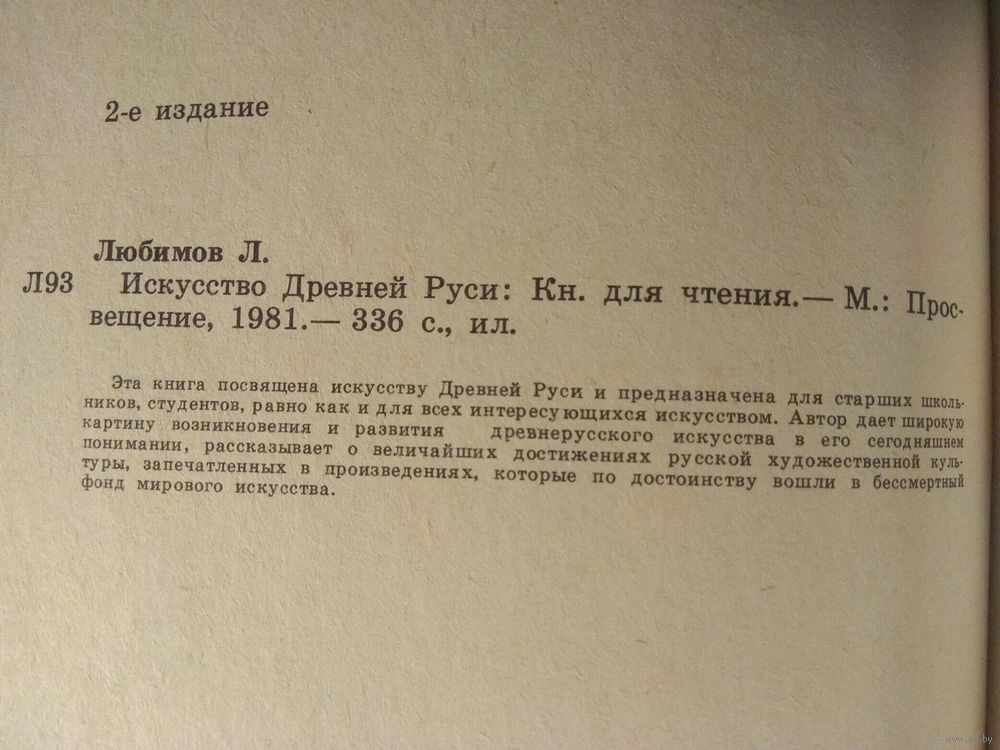 2-е издание
Любимов Л.
Л93 Искусство Древней Руси: Кн. для чтения.— М.: Прос-
вещение, 1981.— 336 с., ил.
Эта книга посвящена искусству Древней Руси и предназначена для старших школь-
ников, студентов, равно как и для всех интересующихся искусством. Автор дает широкую
картину возникновения и развития древнерусского искусства в его сегодняшнем
понимании, рассказывает о величайших достижениях русской художественной куль-
туры, запечатленных в произведениях, которые по достоинству вошли в бессмертный
фонд мирового искусства.